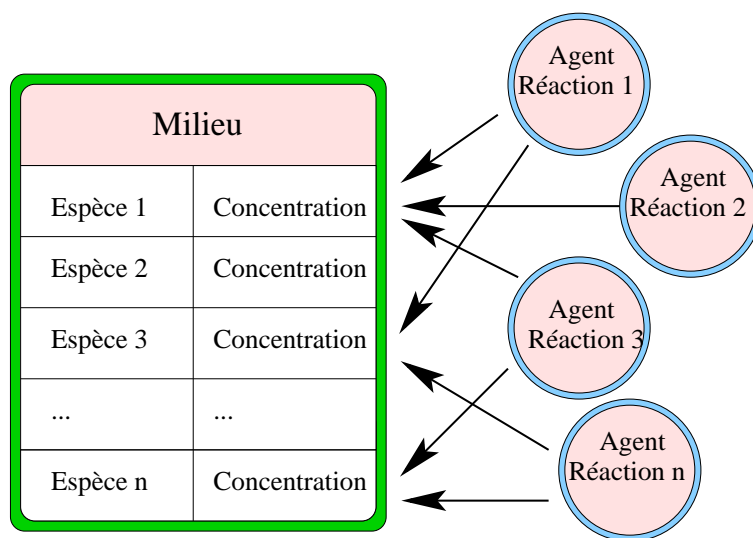 Milieu
Espèce 1 Concentration
Espèce 2 Concentration
Espèce 3 Concentration
... ...
Espèce n Concentration
Agent
Réaction 1
Agent
Réaction 2
Agent
Réaction 3
Agent
Réaction n